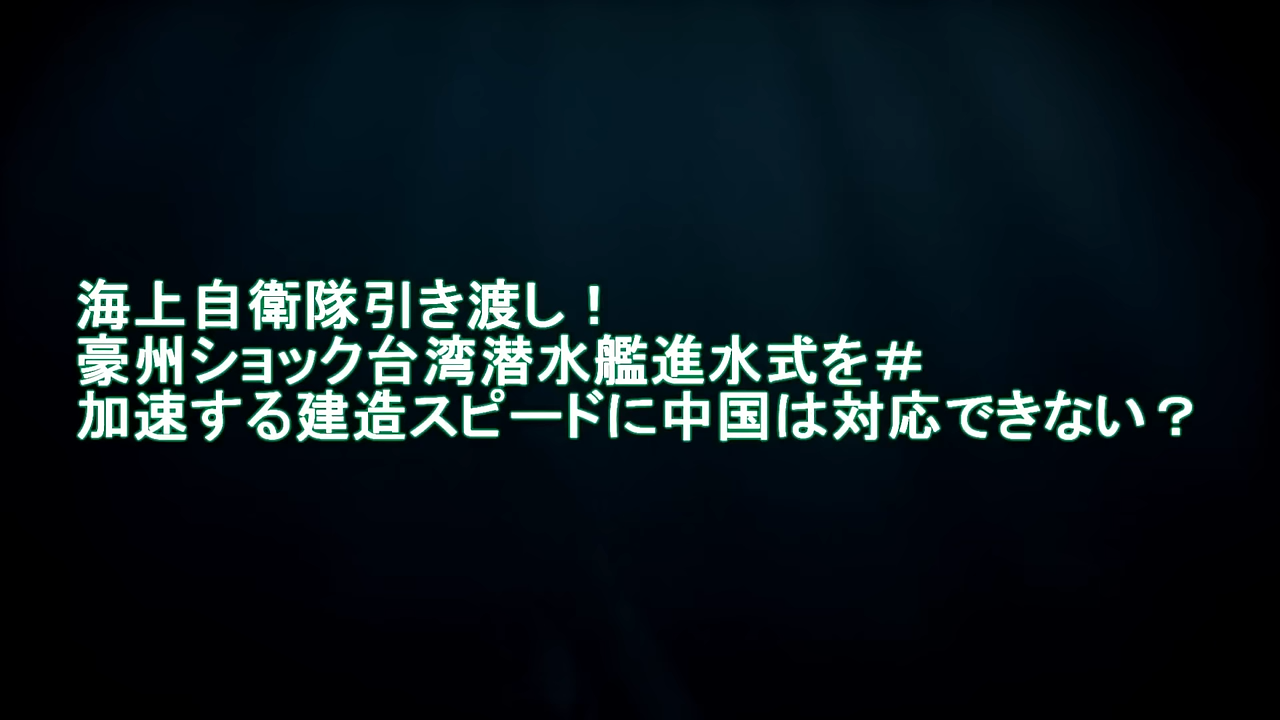 海上自衛隊引き渡し！
豪州ショック台湾潜水艦進水式を＃
加速する建造スピードに中国は対応できない？